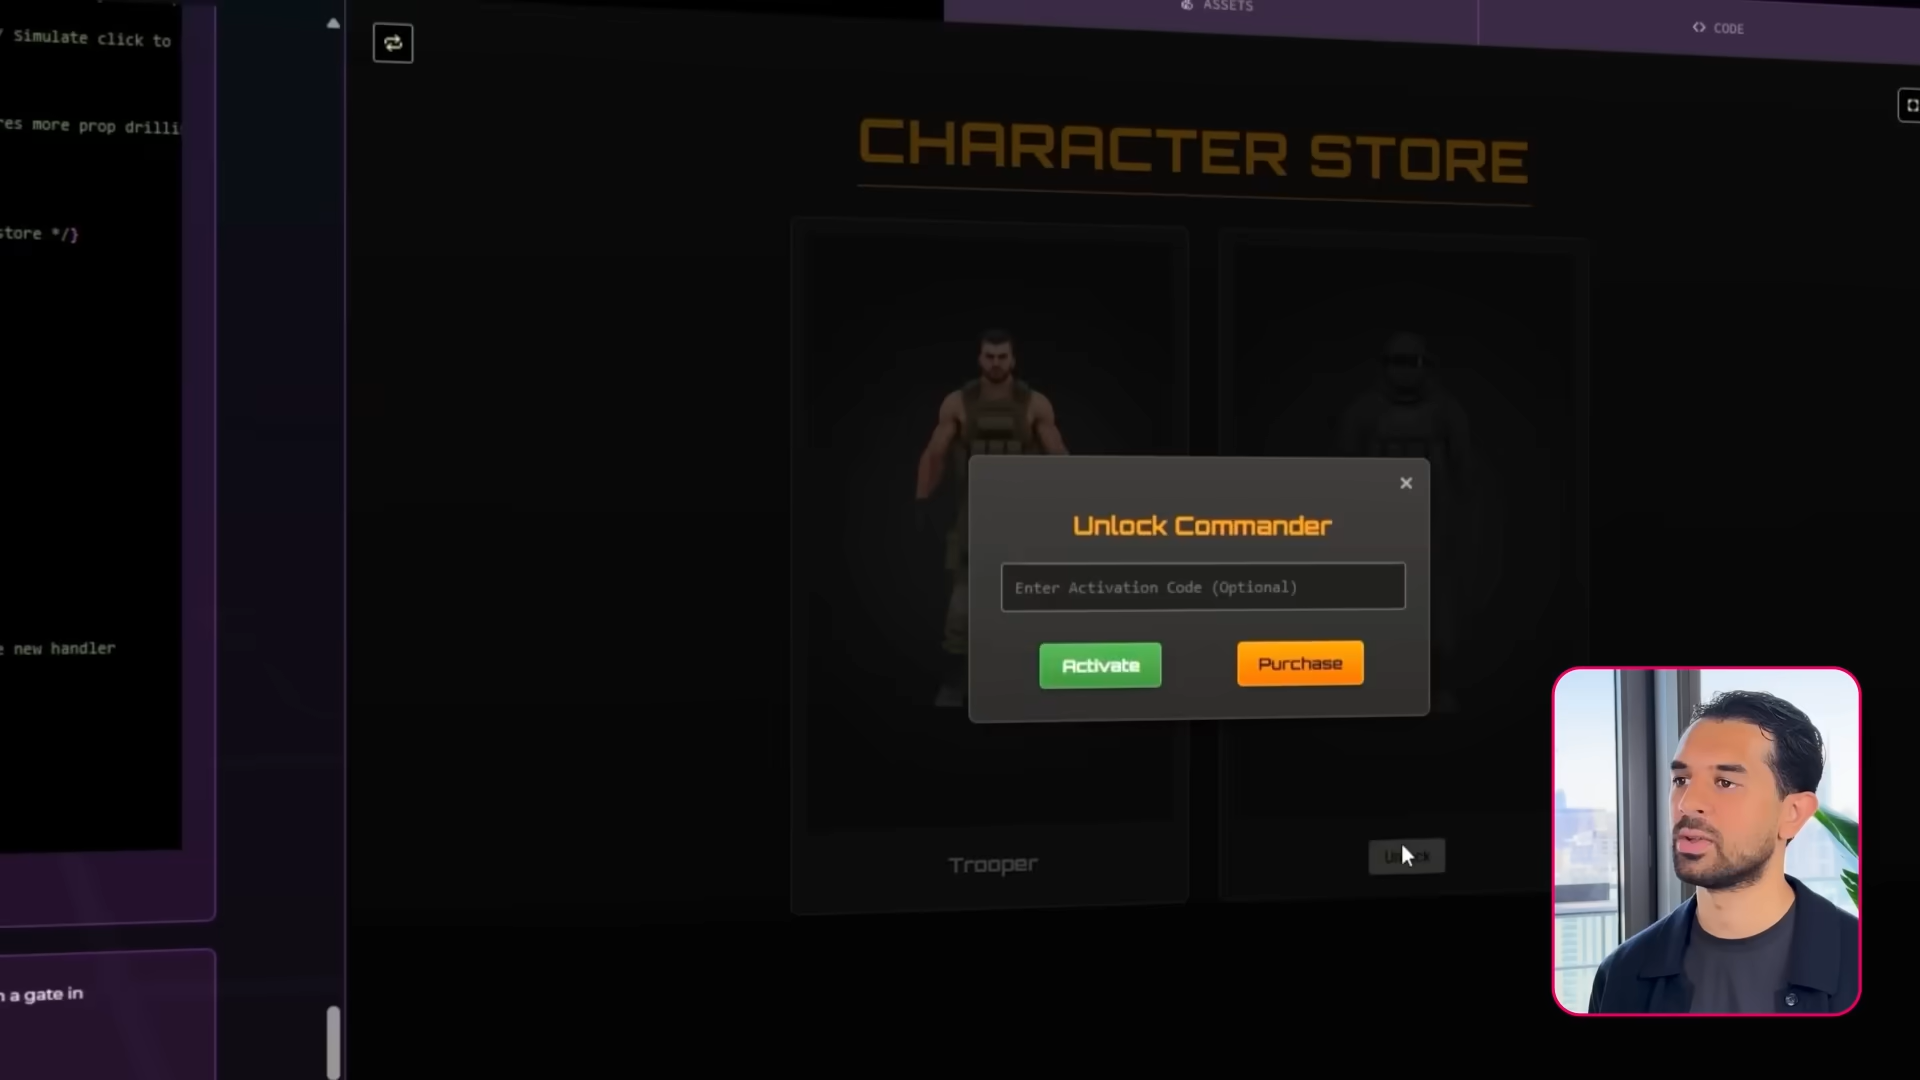 ASSETS
<> CODE
/ Simulate click to
res more prop drilli
store */}
e new handler
n a gate in
CHARACTER STORE
Unlock Commander
Enter Activation Code (Optional)
Activate
Purchase
Trooper